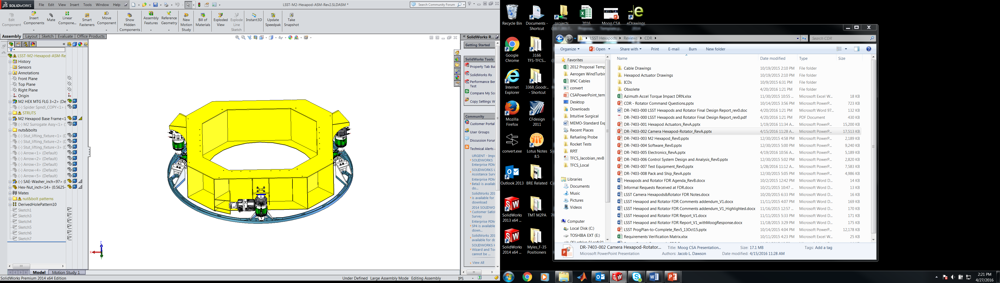 SOLIDWORKS File Edit View Insert Tools Window Help LSST-M2-Hexapod-ASM-Rev2.SLDASM * Search Community Forum
Edit Component
Insert Components
Mate
Linear Compone...
Smart Fasteners
Move Component
Show Hidden Components
Assembly Features
Reference Geometry
New Motion Study
Bill of Materials
Exploded View
Explode Line Sketch
Instant3D
Update Speedpak
Take Snapshot
Assembly Layout Sketch Evaluate Office Products
LSST-M2-Hexapod-ASM-Re
History
Sensors
Annotations
Front Plane
Top Plane
Right Plane
Origin
M2 HEX MTG FLG 3<2> (De
(-) Spider Spndl_COPY<1> (
STRUTS
M2 Hexapod Base Frame<1
(-) M2 Surrogate Assy<1> (
nuts&bolts
(-) Stut_lifting_fixture<1> (D
(-) Stut_lifting_fixture<2> (D
(-) Stut_lifting_fixture<3> (D
(-) Arrow<1> (Default)
(-) Arrow<2> (Default)
(-) Arrow<3> (Default)
(-) Arrow<4> (Default)
(-) Arrow<5> (Default)
(-) SAE-Washer_inch<97> (
Hex-Nut_inch<14> (0.5625-
Mates
nut&bolt patterns
DerivedHolePattern10
Sketch1
Sketch3
Sketch4
Sketch5
Sketch6
Sketch7
Z
X
Model Motion Study 1
SolidWorks Premium 2014 x64 Edition Under Defined Large Assembly Mode Editing Assembly IPS
SolidWorks R...
Getting Started
SolidWorks Tools
Property Tab Bui
SolidWorks Rx
Performance Ben
Test
Compare My Sco
Copy Settings W
Community
Customer Portal
User Groups
Discussion Forur
Technical Alerts
URGENT - Impo
SOLIDWORKS
Enterprise PDM
SOLIDWORKS U
Assistance Surv
Enterprise PDM
Beta3 is availab
do...
SolidWorks 201
is available for
download
2014 SOLIDWO
Customer Satisf
Survey
Enterprise PDM
SP4 is available
down...
SolidWorks 201
available for do
SOLIDWORKS H
Wizard and Too
cannot be ...
View All
Recycle Bin
Documents - Shortcut
projects
2016
Moog CSA
eDrawings
2014
Google Chrome
3166 TFS-TFCS...
Internet Explorer
3368_Goodr... - Shortcut
Mozilla Firefox
CFdesign 2011
convert.exe
Lotus Notes 8.5
Outlook 2013
BRE Related
SolidWorks 2013 x64 ...
TMT M2PA
SolidWorks 2014 x64 ...
Myles_F-35 Positioners
LSST Hexapods Reviews CDR Search CDR
Organize Open Share with Print E-mail Burn New folder
Favorites
2012 Proposal Temp
Aerogen WindTurbin
BNC Cables
convert
CSAPowerPoint_tem
Desktop
Downloads
Intuitive Surgical
MEMO-Standard Exp
Recent Places
Refueling Probe
Rocket Tests
RPIT
TFCS_Jacobian_revB
TFCS_Local
Libraries
Documents
Music
Pictures
Videos
Computer
Local Disk (C:)
TOSHIBA EXT (E:)
Name Date modified Type Size
Cable Drawings 10/19/2015 2:10 PM File folder
Hexapod Actuator Drawings 10/19/2015 2:10 PM File folder
ICDs 10/9/2015 6:31 PM File folder
Obsolete 4/20/2016 1:21 PM File folder
Azimuth Accel Torque Impact DRN.xlsx 11/30/2015 10:55 ... Microsoft Excel W... 18 KB
CDR - Rotator Command Questions.pptx 10/14/2015 3:56 PM Microsoft PowerP... 723 KB
DR-7403-000 LSST Hexapods and Rotator Final Design Report_rev0.doc 4/20/2016 1:21 PM Microsoft Word 97... 132 KB
DR-7403-000 LSST Hexapods and Rotator Final Design Report_rev0.pdf 4/20/2016 1:21 PM PDF Document 430 KB
DR-7403-001 Hexapod Actuators_RevA.pptx 1/19/2016 11:34 A... Microsoft PowerP... 15,200 KB
DR-7403-002 Camera Hexapod-Rotator_RevA.pptx 4/15/2016 11:28 A... Microsoft PowerP... 17,513 KB
DR-7403-003 M2 Hexapod_Rev0.pptx 12/30/2015 4:58 PM Microsoft PowerP... 2,189 KB
DR-7403-004 Software_Rev0.pptx 12/30/2015 5:00 PM Microsoft PowerP... 9,240 KB
DR-7403-005 Electronics_RevA.pptx 4/19/2016 10:56 A... Microsoft PowerP... 5,189 KB
DR-7403-006 Control System Design and Analysis_Rev0.pptx 12/30/2015 5:02 PM Microsoft PowerP... 2,820 KB
DR-7403-007 Test Equipment_Rev0.pptx 1/28/2016 11:12 A... Microsoft PowerP... 7,583 KB
DR-7403-008 Pack and Ship_RevA.pptx 12/30/2015 5:05 PM Microsoft PowerP... 4,986 KB
Hexapods and Rotator FDR Agenda_RevB.docx 10/2/2015 12:42 PM Microsoft Word D... 14 KB
Informal Requests Received at FDR.docx 10/21/2015 10:47 ... Microsoft Word D... 13 KB
LSST Camera Hexapods&Rotator FDR Notes.docx 10/20/2015 6:33 PM Microsoft Word D... 16 KB
LSST Hexapod and Rotator FDR Comments addendum_V1.docx 11/11/2015 4:07 PM Microsoft Word D... 169 KB
LSST Hexapod and Rotator FDR Comments addendum_V1_Highlighted.docx 11/16/2015 12:57 ... Microsoft Word D... 170 KB
LSST Hexapod and Rotator FDR Report_V1.docx 11/11/2015 5:33 PM Microsoft Word D... 171 KB
LSST Hexapod and Rotator FDR Report_V1_withMoogResponse.docx 11/18/2015 3:29 PM Microsoft Word D... 175 KB
LSST ProgPlan-to-Complete_Rev5_13Oct15.pptx 10/14/2015 4:04 PM Microsoft PowerP... 12,178 KB
Requirements Verification Matrix.xlsx 10/11/2015 4:23 PM Microsoft Excel W... 25 KB
DR-7403-002 Camera Hexapod-Rotator... Title: Moog CSA Presentation... Size: 17.1 MB Tags: Add a tag
Microsoft PowerPoint Presentation Authors: Jacob L. Dawson Date modified: 4/15/2016 11:28 AM
2:21 PM
4/27/2016